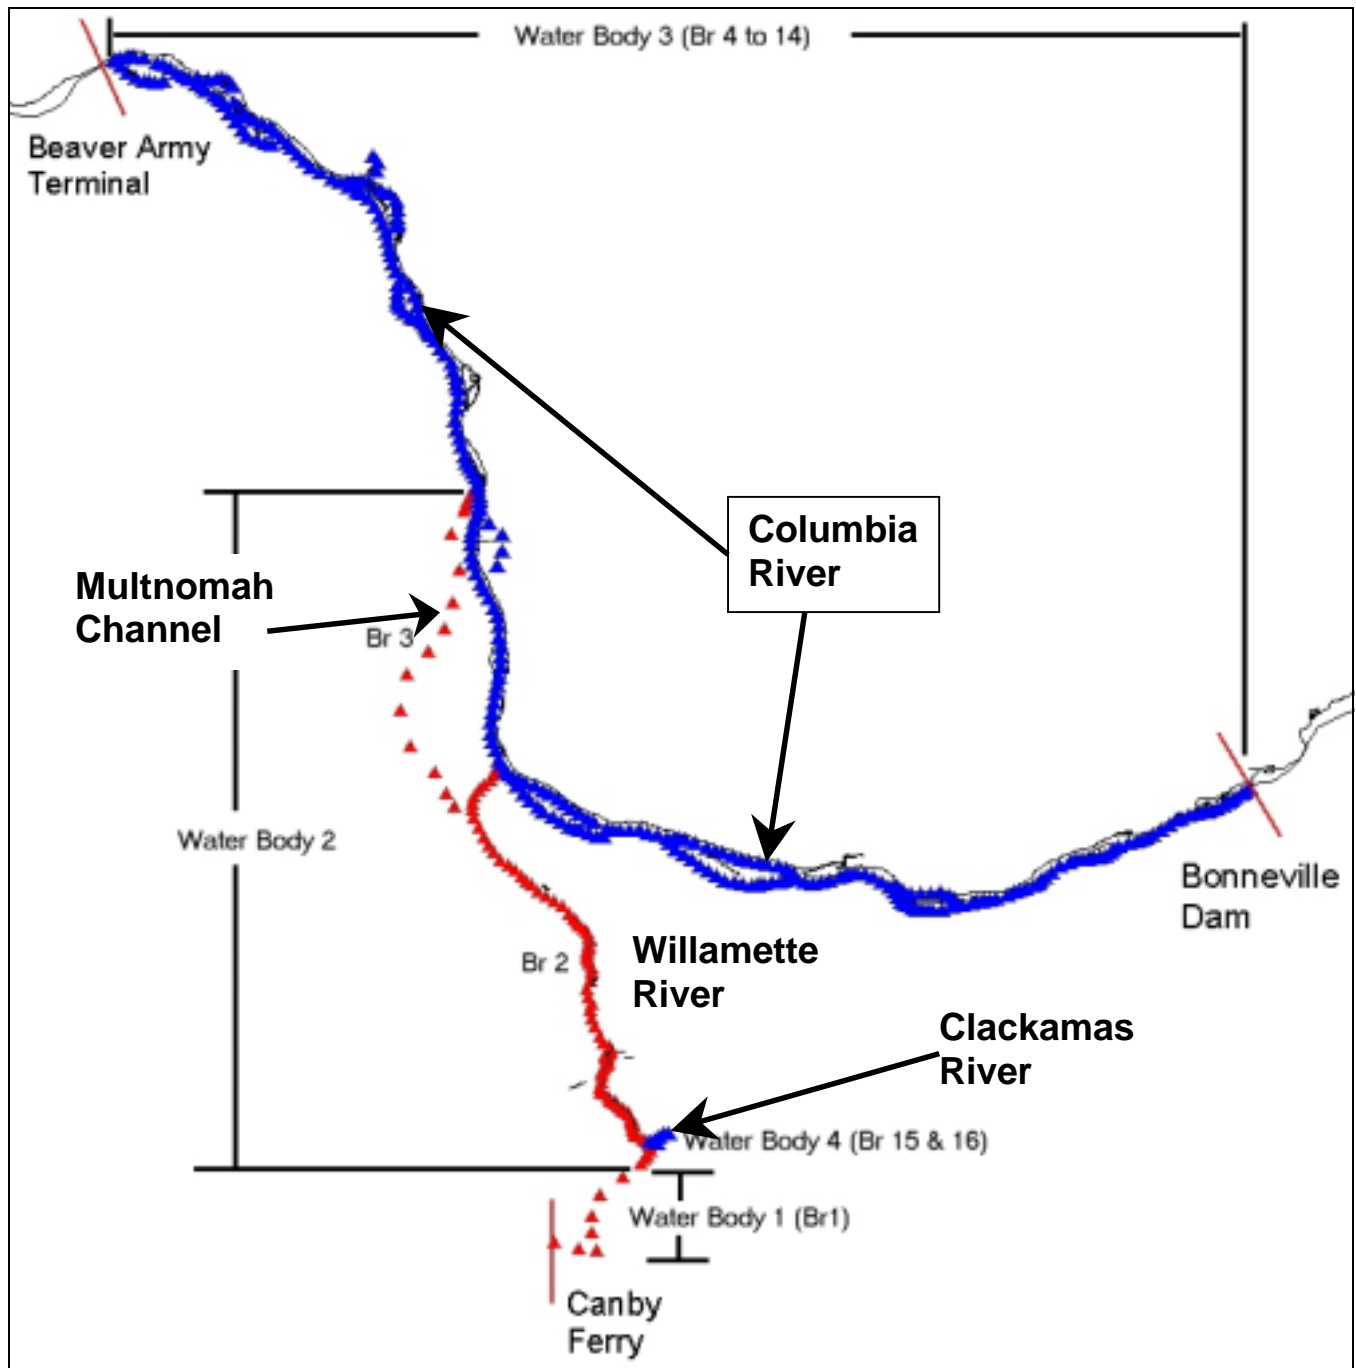 Water Body 3 (Br 4 to 14)
Beaver Army
Terminal
Columbia
River
Multnomah
Channel
Br 3
Water Body 2
Bonneville
Dam
Br 2
Willamette
River
Clackamas
River
Water Body 4 (Br 15 & 16)
Water Body 1 (Br1)
Canby
Ferry